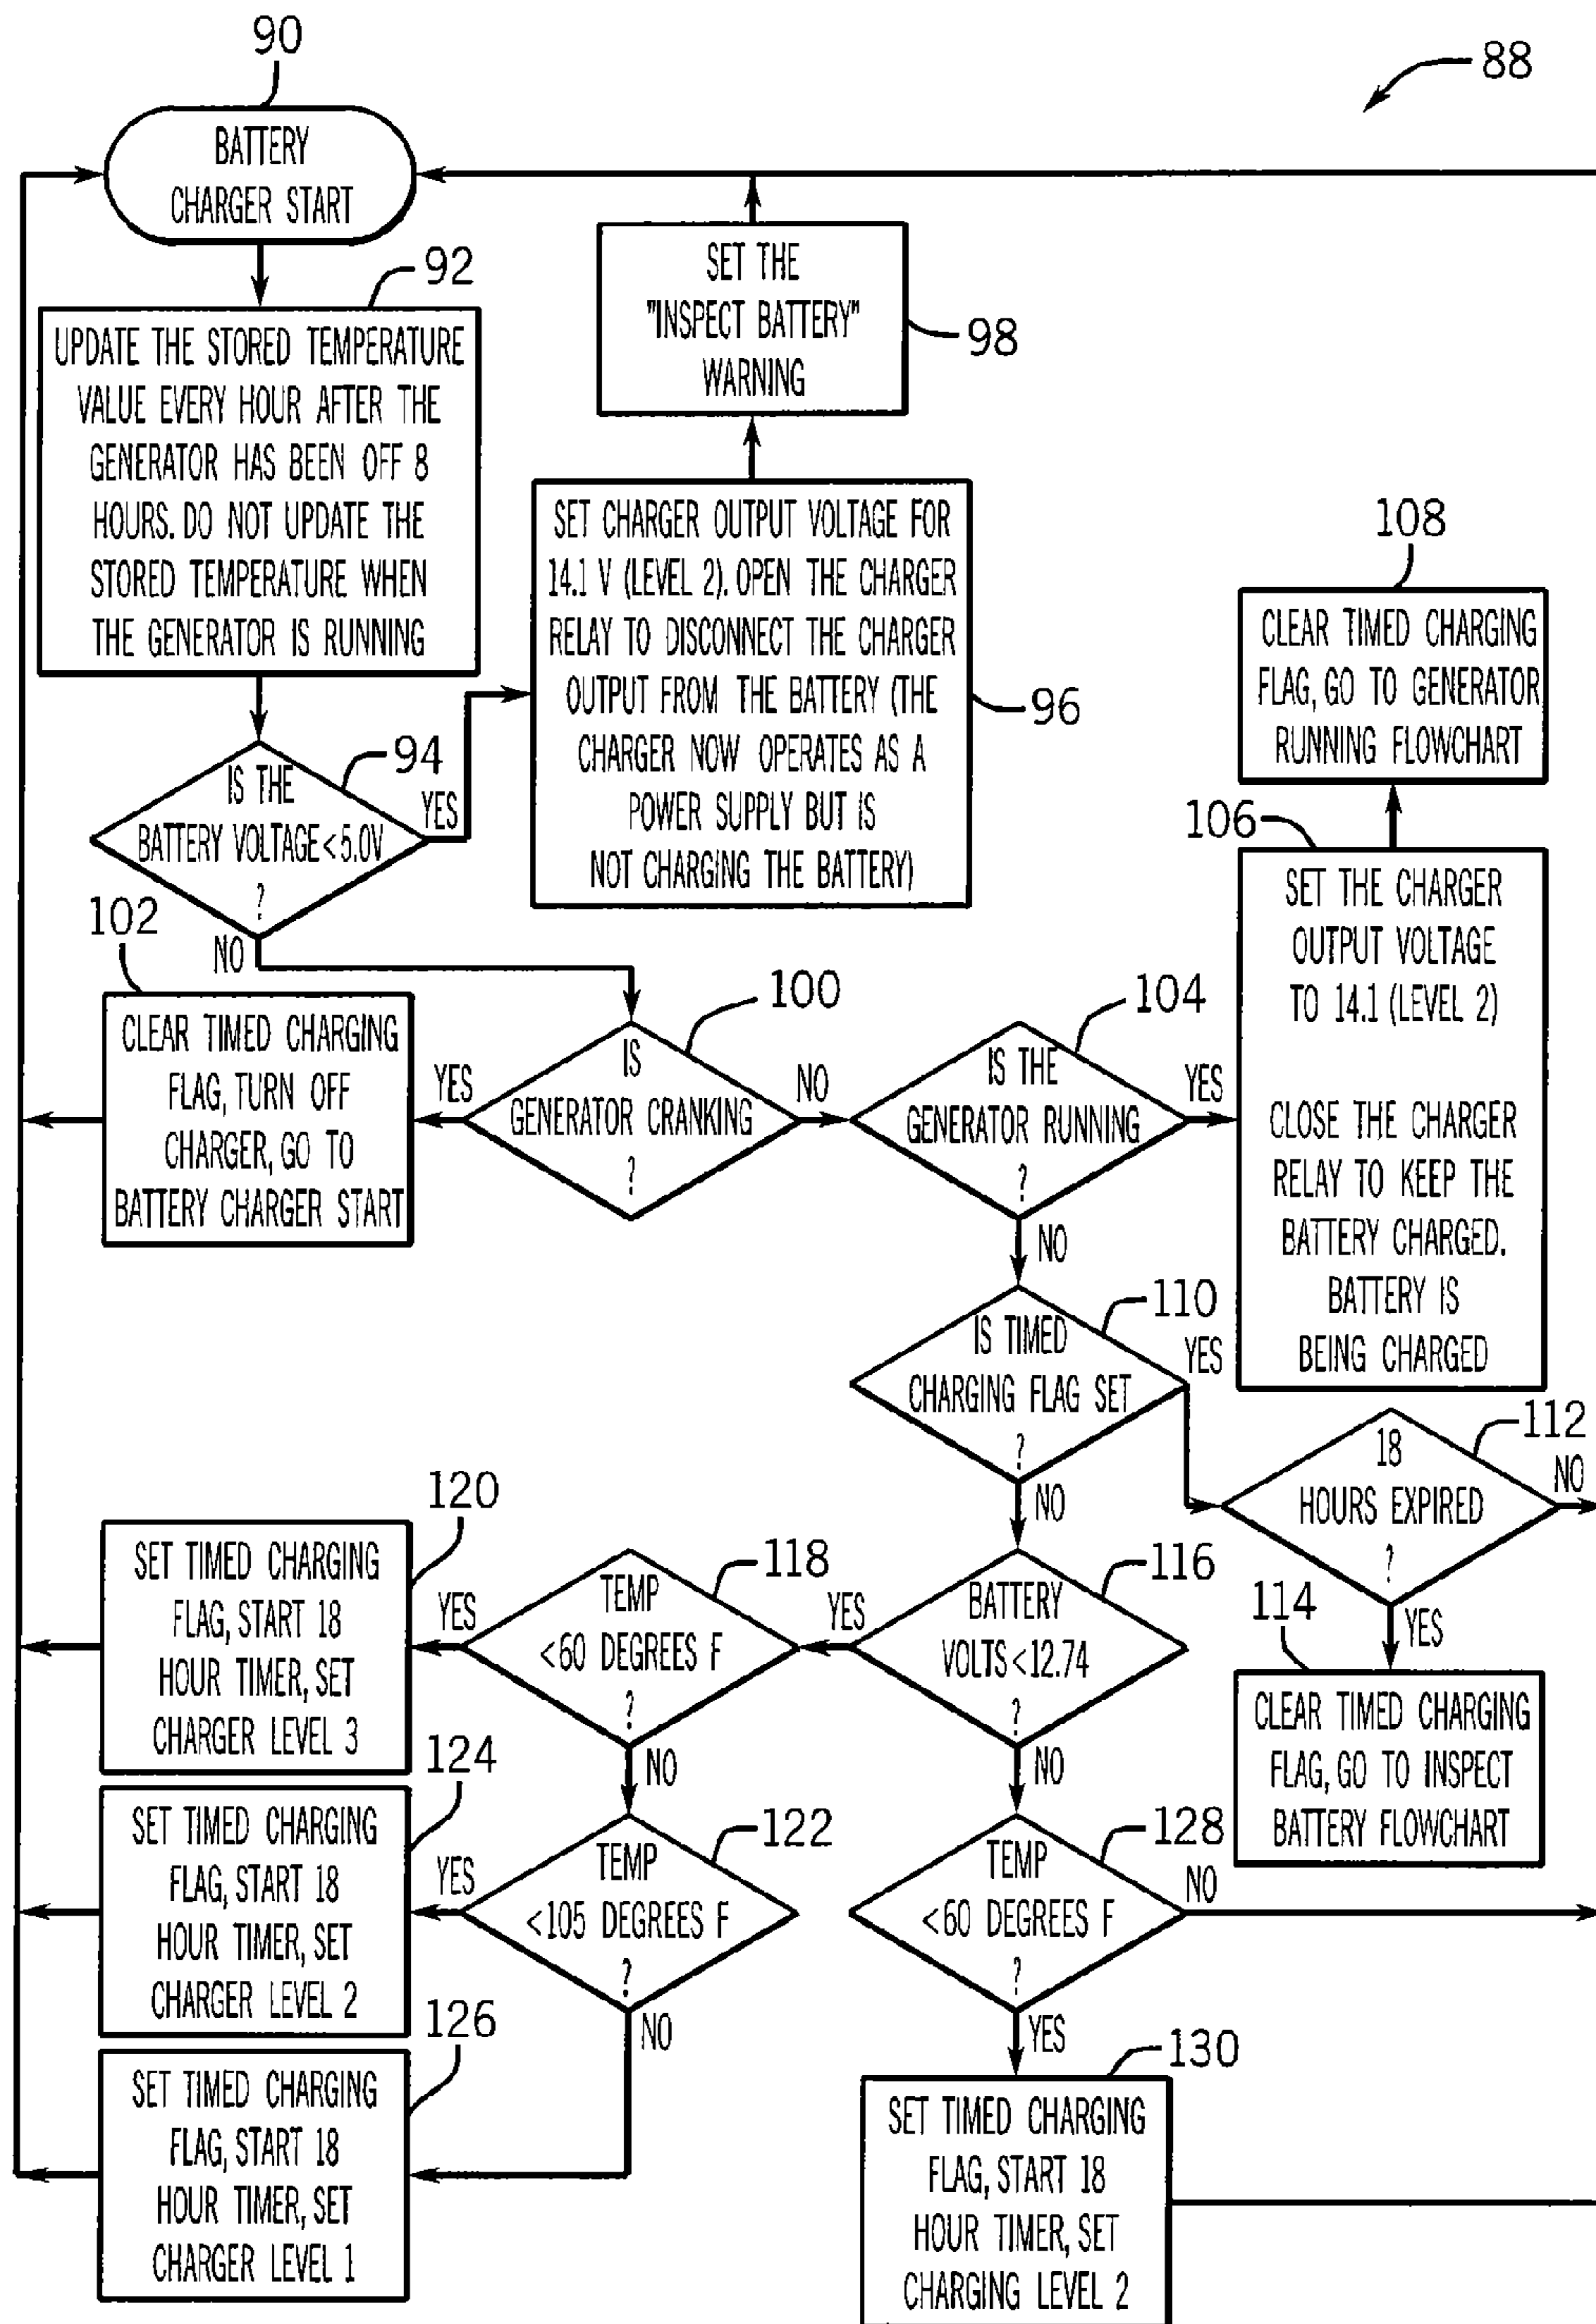 90
88
BATTERY
CHARGER START
92
UPDATE THE STORED TEMPERATURE
VALUE EVERY HOUR AFTER THE
GENERATOR HAS BEEN OFF 8
HOURS. DO NOT UPDATE THE
STORED TEMPERATURE WHEN
THE GENERATOR IS RUNNING
SET THE
"INSPECT BATTERY"
WARNING
98
SET CHARGER OUTPUT VOLTAGE FOR
14.1 V (LEVEL 2). OPEN THE CHARGER
RELAY TO DISCONNECT THE CHARGER
OUTPUT FROM THE BATTERY (THE
CHARGER NOW OPERATES AS A
POWER SUPPLY BUT IS
NOT CHARGING THE BATTERY)
96
94
IS THE
BATTERY VOLTAGE<5.0V
?
YES
NO
108
CLEAR TIMED CHARGING
FLAG, GO TO GENERATOR
RUNNING FLOWCHART
106
SET THE CHARGER
OUTPUT VOLTAGE
TO 14.1 (LEVEL 2)
CLOSE THE CHARGER
RELAY TO KEEP THE
BATTERY CHARGED.
BATTERY IS
BEING CHARGED
102
CLEAR TIMED CHARGING
FLAG, TURN OFF
CHARGER, GO TO
BATTERY CHARGER START
YES
100
IS
GENERATOR CRANKING
?
NO
104
IS THE
GENERATOR RUNNING
?
YES
NO
110
IS TIMED
CHARGING FLAG SET
?
YES
NO
112
18
HOURS EXPIRED
?
NO
YES
114
CLEAR TIMED CHARGING
FLAG, GO TO INSPECT
BATTERY FLOWCHART
120
SET TIMED CHARGING
FLAG, START 18
HOUR TIMER, SET
CHARGER LEVEL 3
YES
118
TEMP
<60 DEGREES F
?
NO
YES
116
BATTERY
VOLTS<12.74
?
NO
124
SET TIMED CHARGING
FLAG, START 18
HOUR TIMER, SET
CHARGER LEVEL 2
YES
122
TEMP
<105 DEGREES F
?
NO
128
TEMP
<60 DEGREES F
?
NO
YES
126
SET TIMED CHARGING
FLAG, START 18
HOUR TIMER, SET
CHARGER LEVEL 1
130
SET TIMED CHARGING
FLAG, START 18
HOUR TIMER, SET
CHARGING LEVEL 2